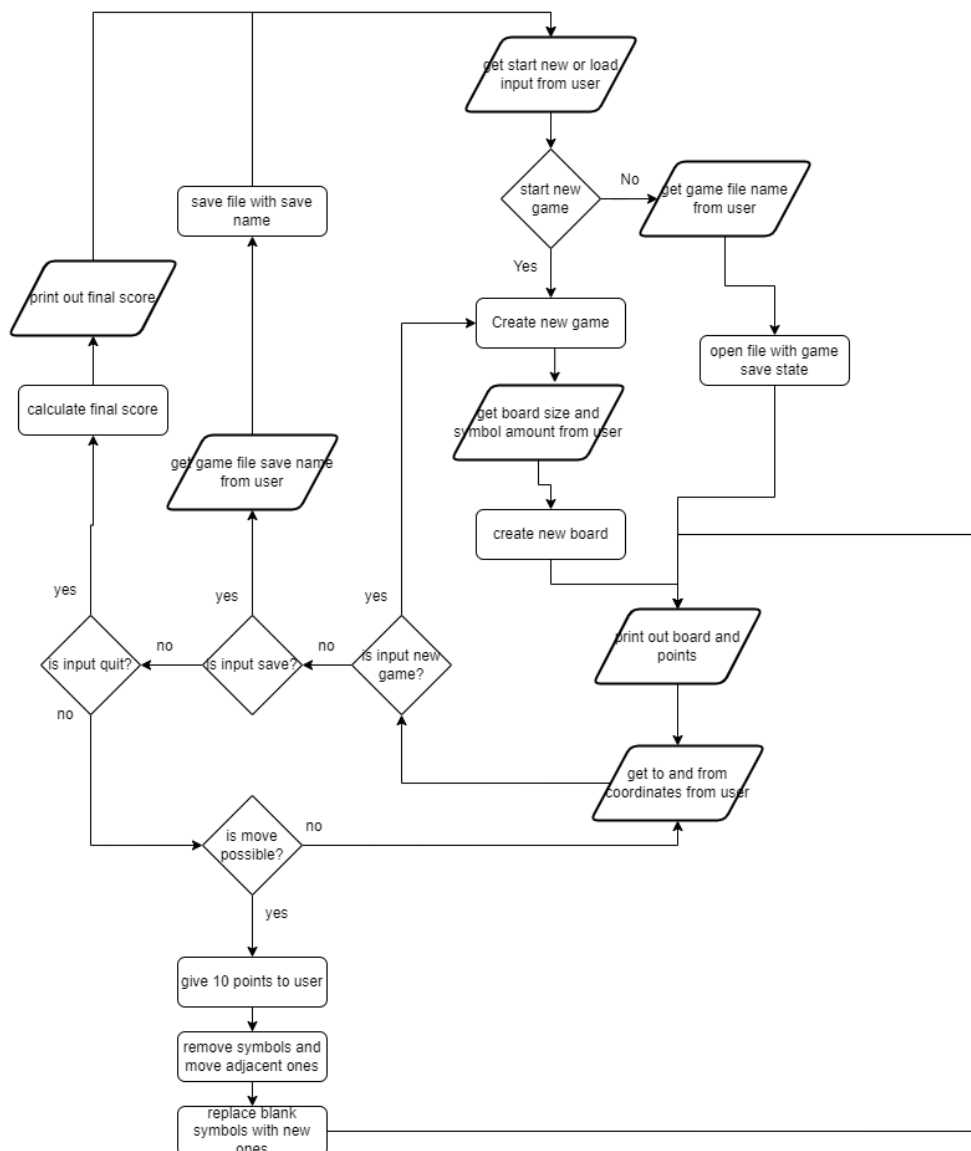 get start new or load
input from user
start new
game
No
get game file name
from user
save file with save
name
Yes
print out final score
Create new game
open file with game
save state
calculate final score
get board size and
symbol amount from user
get game file save name
from user
create new board
yes
yes
yes
print out board and
points
is input quit?
no
is input save?
no
is input new
game?
no
get to and from
coordinates from user
is move
possible?
no
yes
give 10 points to user
remove symbols and
move adjacent ones
replace blank
symbols with new
ones